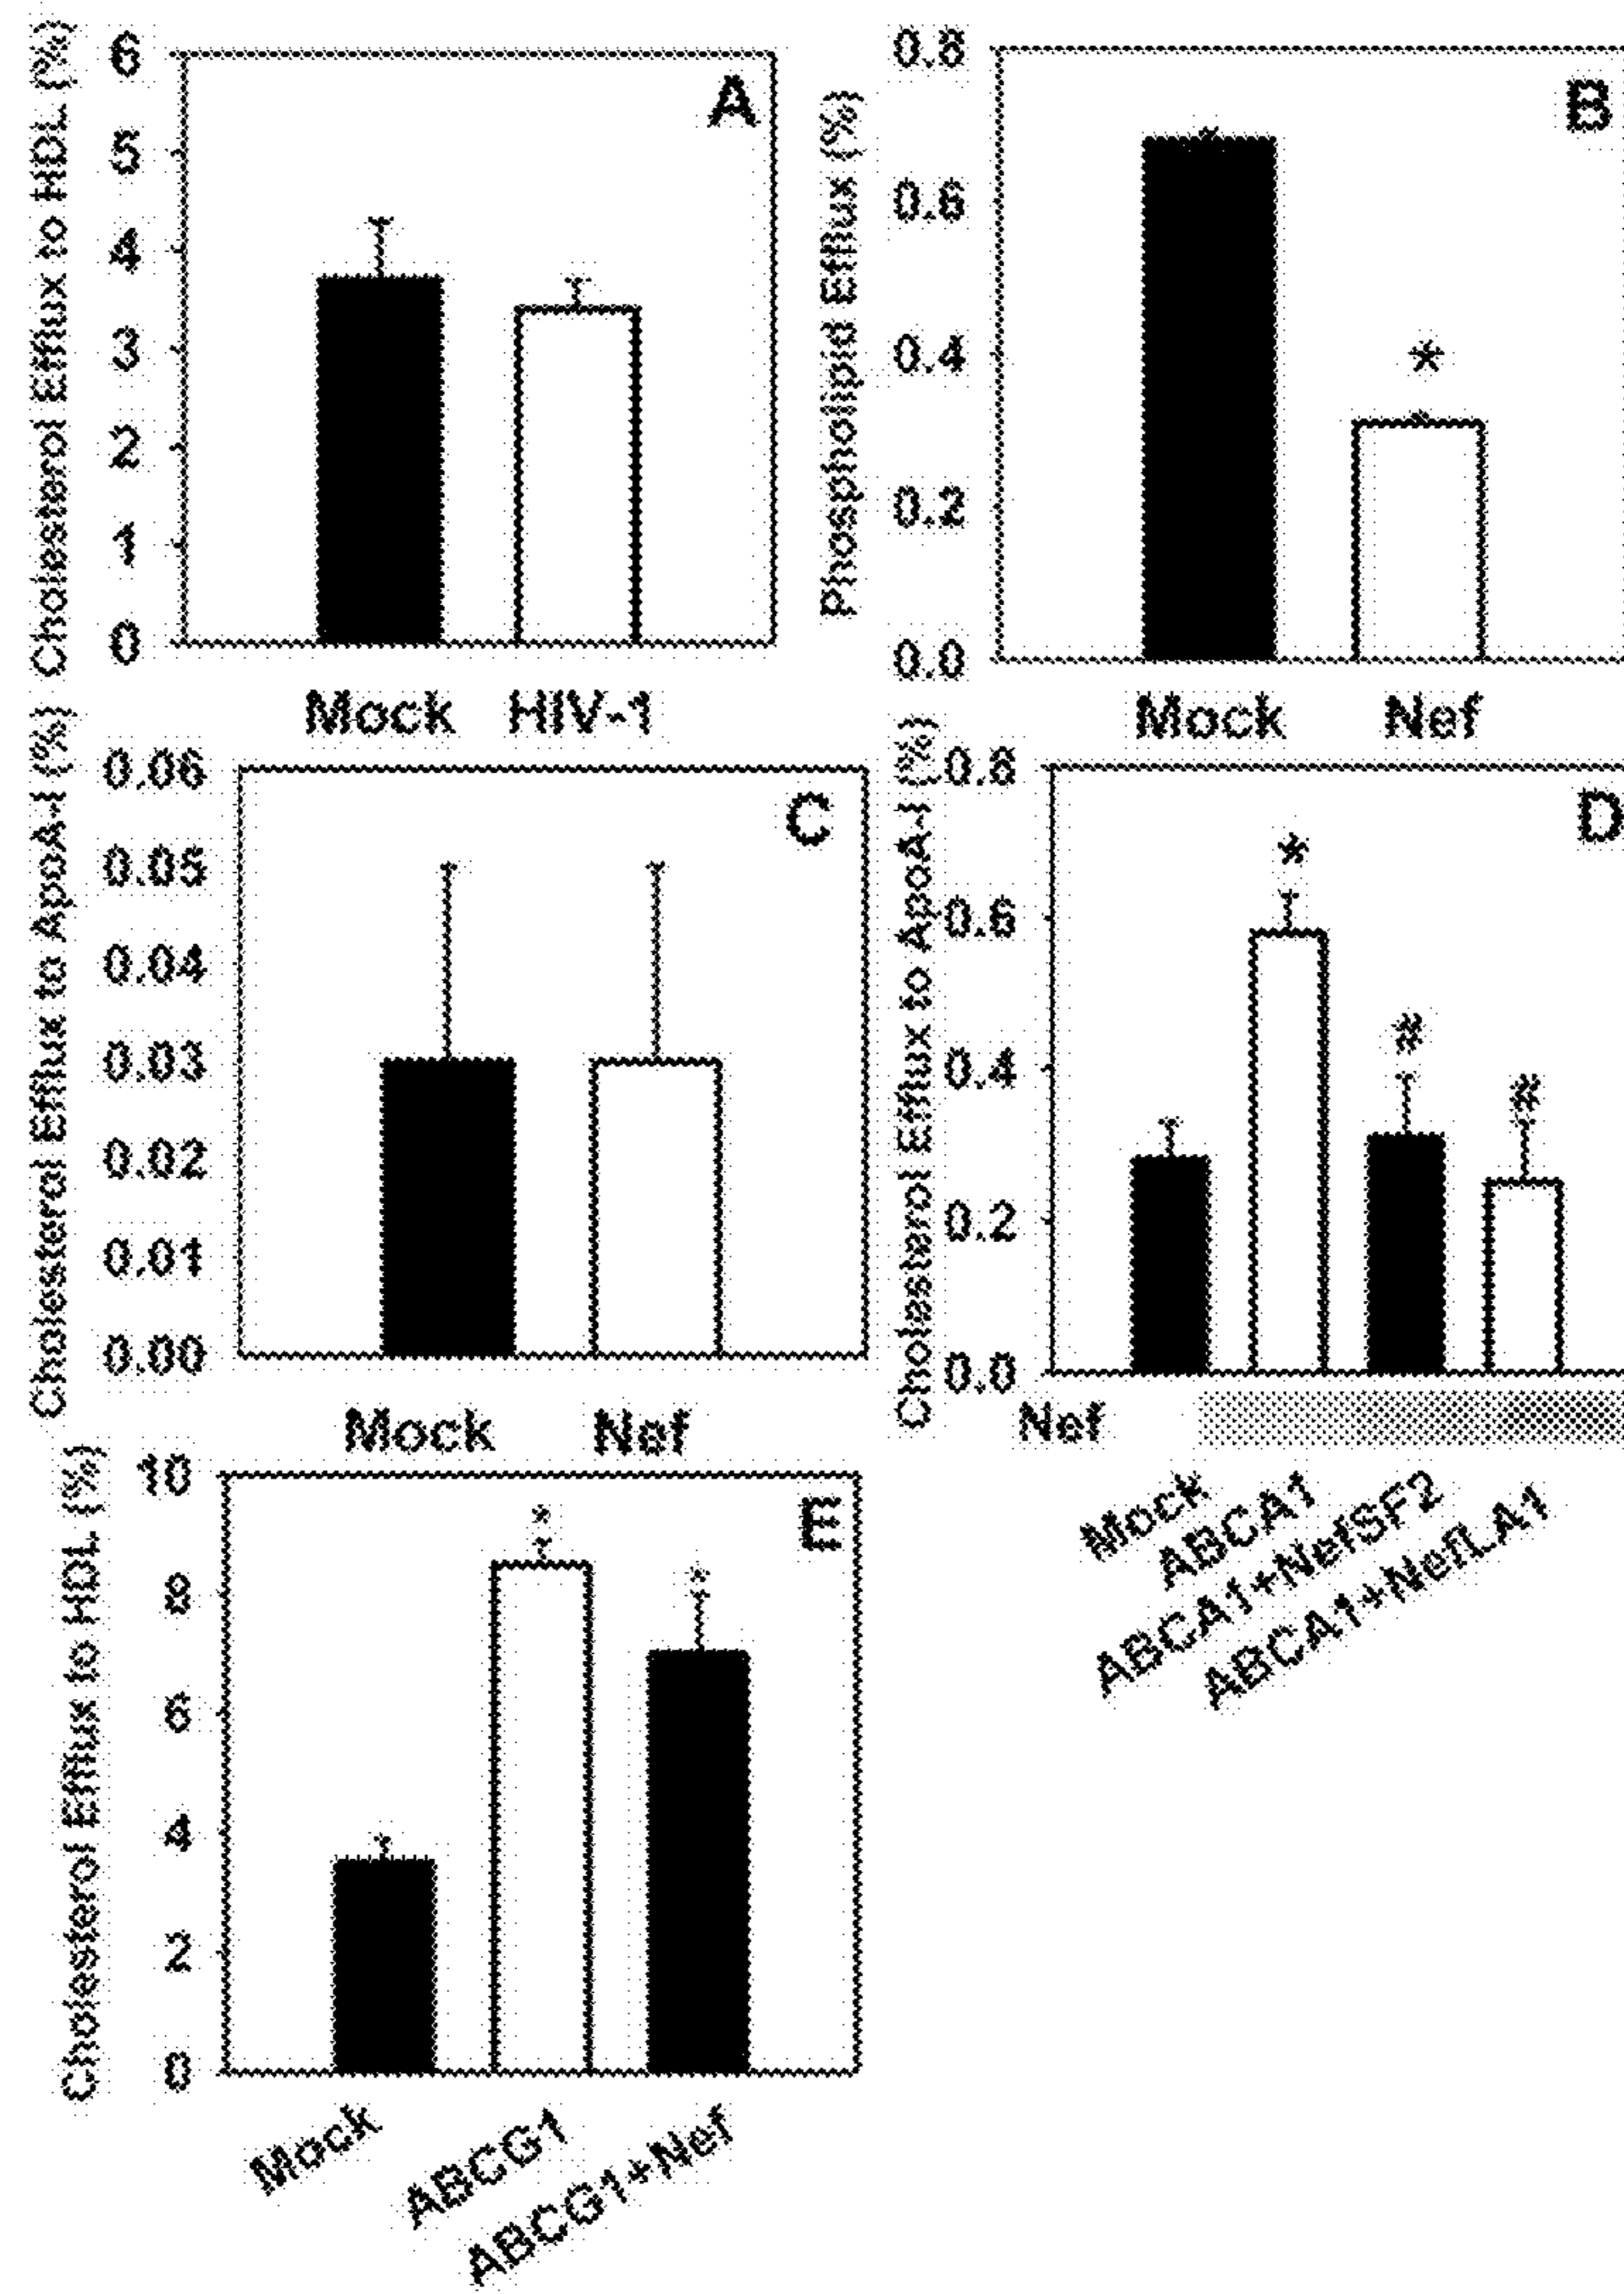 Cholesterol Efflux to HDL (%)
6
5
4
3
2
1
0
A
Mock HIV-1
Phospholipid Efflux (%)
0.8
0.6
0.4
0.2
0.0
B
*
Mock Nef
Cholesterol Efflux to ApoA-I (%)
0.06
0.05
0.04
0.03
0.02
0.01
0.00
C
Mock Nef
Cholesterol Efflux to ApoA-I (%)
0.8
0.6
0.4
0.2
0.0
D
*
#
#
Nef
Mock
ABCA1
ABCA1+NefSF2
ABCA1+NefLA1
Cholesterol Efflux to HDL (%)
10
8
6
4
2
0
E
*
*
Mock
ABCG1
ABCG1+Nef